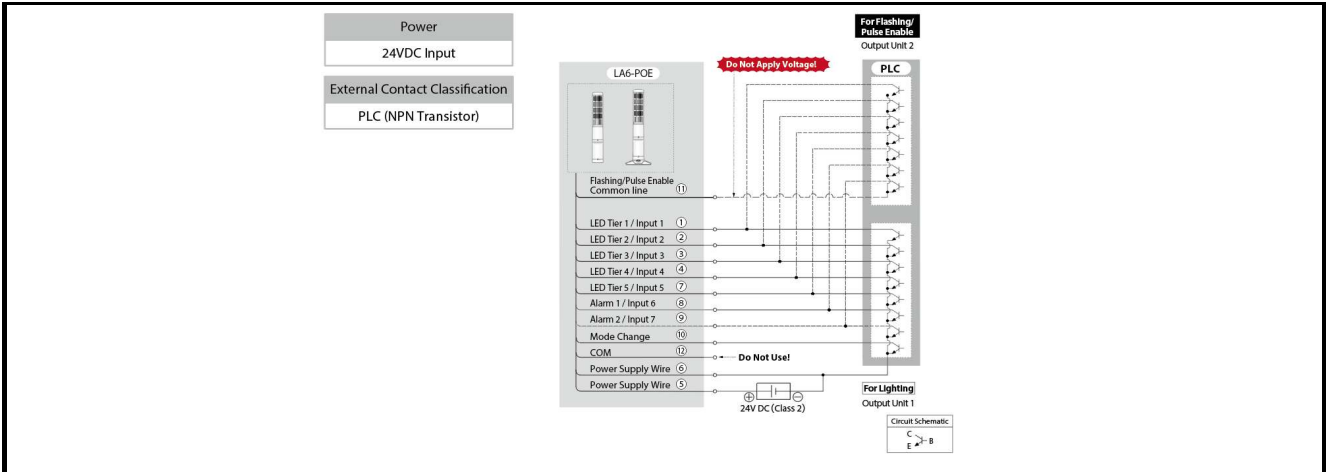 Power
24VDC Input
External Contact Classification
PLC (NPN Transistor)
For Flashing/
Pulse Enable
Output Unit 2
Do Not Apply Voltage!
LA6-POE
PLC
Flashing/Pulse Enable
Common line ⑪
LED Tier 1 / Input 1 ①
LED Tier 2 / Input 2 ②
LED Tier 3 / Input 3 ③
LED Tier 4 / Input 4 ④
LED Tier 5 / Input 5 ⑦
Alarm 1 / Input 6 ⑧
Alarm 2 / Input 7 ⑨
Mode Change ⑩
COM ⑫
Do Not Use!
Power Supply Wire ⑥
Power Supply Wire ⑤
24V DC (Class 2)
For Lighting
Output Unit 1
Circuit Schematic
C
B
E